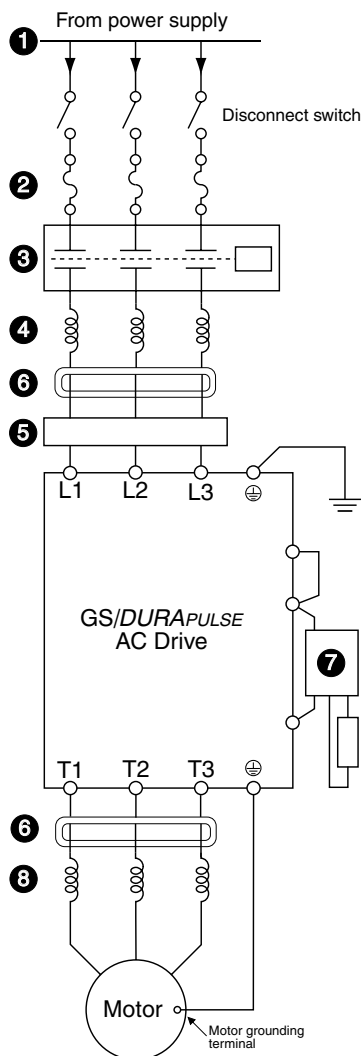 From power supply
1
Disconnect switch
2
3
4
6
5
L1 L2 L3
GS/DURAPULSE
AC Drive
7
T1 T2 T3
6
8
Motor
Motor grounding
terminal